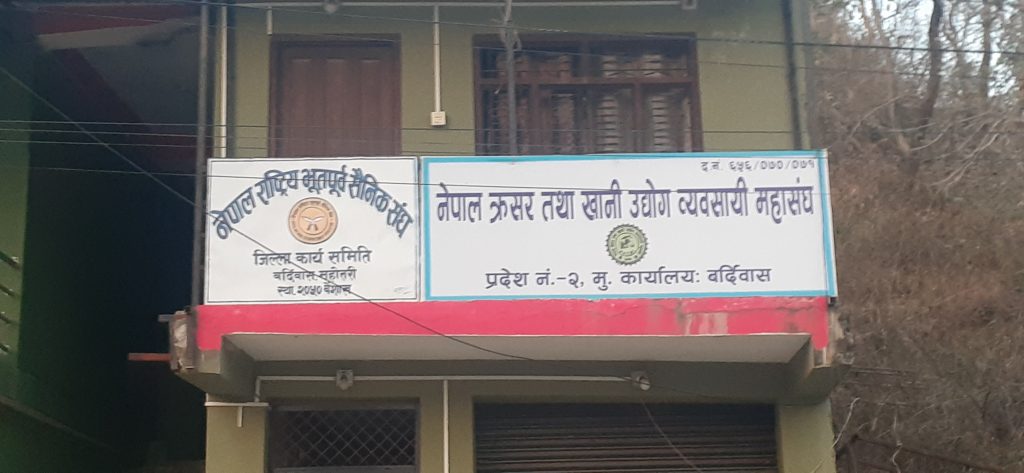 नेपाल राष्ट्रिय भूतपूर्व सैनिक संघ
जिल्ला कार्य समिति
बर्दिवास महोत्तरी
स्था. २०५० बैशाख
द.नं. ६५६/०७०/०७१
नेपाल क्रसर तथा खानी उद्योग व्यवसायी महासंघ
प्रदेश नं.-२, मु. कार्यालयः बर्दिवास